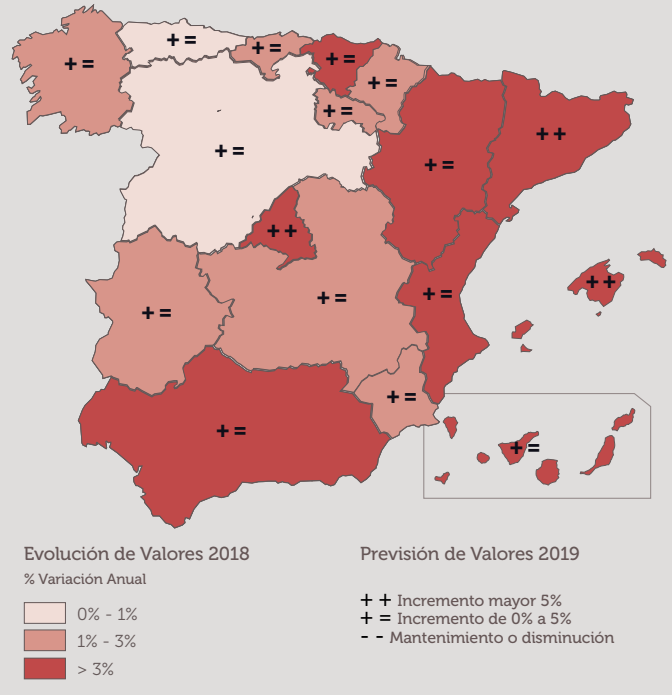 + =
+ =
+ =
+ =
+ =
+ =
+ +
+ =
+ =
+ +
+ +
+ =
+ =
+ =
+ =
+ =
+ =
Evolución de Valores 2018
% Variación Anual
0% - 1%
1% - 3%
> 3%
Previsión de Valores 2019
+ + Incremento mayor 5%
+ = Incremento de 0% a 5%
- - Mantenimiento o disminución